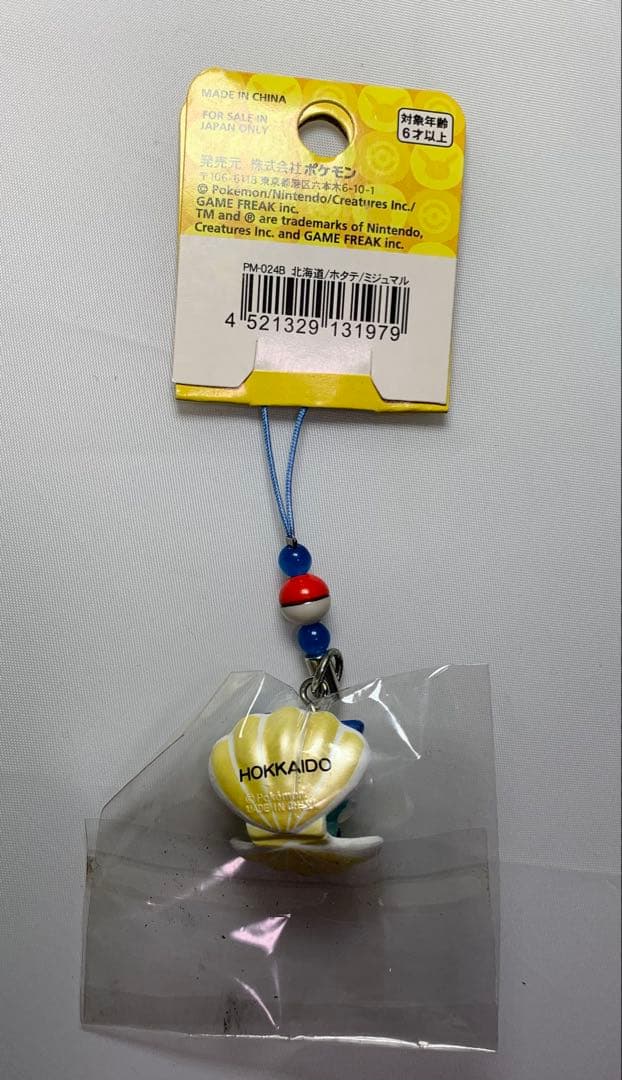 MADE IN CHINA
FOR SALE IN
JAPAN ONLY
対象年齢
6才以上
発売元 株式会社ポケモン
〒106-6118 東京都港区六本木6-10-1
© Pokémon/Nintendo/Creatures Inc./
GAME FREAK inc.
TM and ® are trademarks of Nintendo,
Creatures Inc. and GAME FREAK inc.
PM-024B 北海道/ホタテ/ミジュマル
4 521329 131979
HOKKAIDO
© Pokémon.
MADE IN